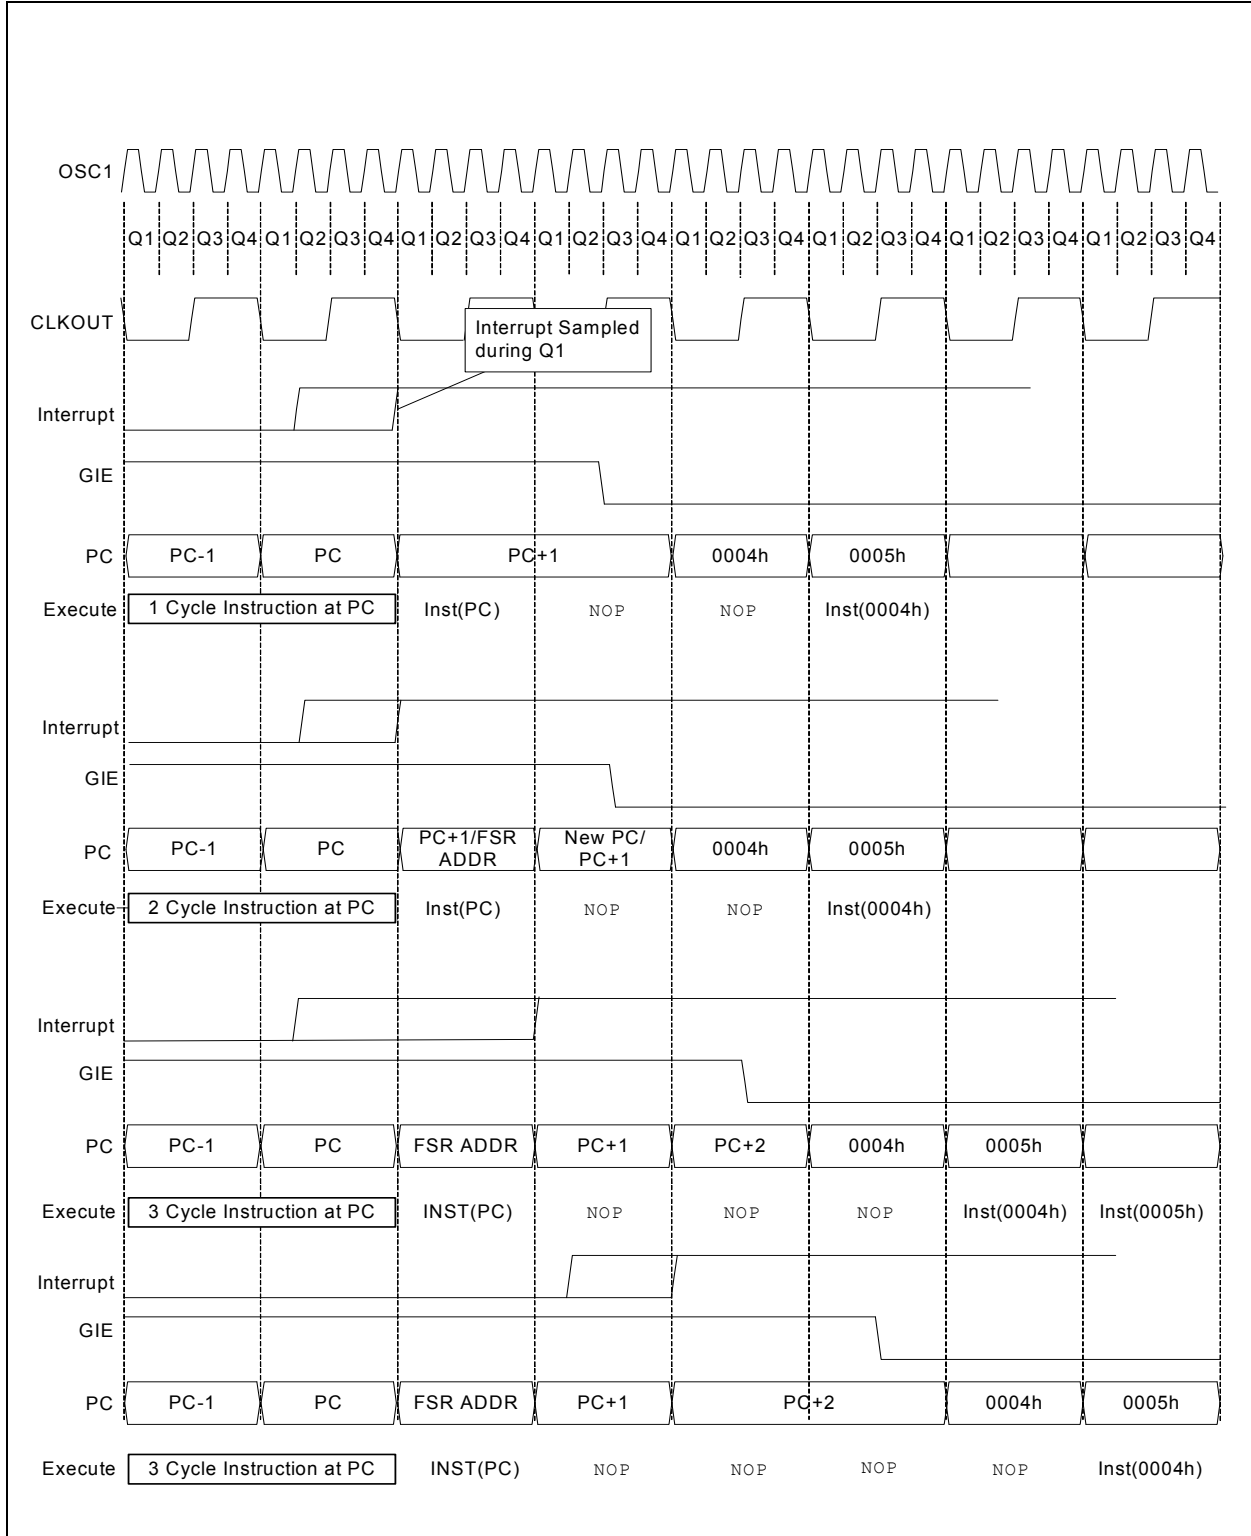 OSC1
Q1 Q2 Q3 Q4 Q1 Q2 Q3 Q4 Q1 Q2 Q3 Q4 Q1 Q2 Q3 Q4 Q1 Q2 Q3 Q4 Q1 Q2 Q3 Q4 Q1 Q2 Q3 Q4 Q1 Q2 Q3 Q4
CLKOUT
Interrupt Sampled
during Q1
Interrupt
GIE
PC PC-1 PC PC+1 0004h 0005h
Execute 1 Cycle Instruction at PC Inst(PC) NOP NOP Inst(0004h)
Interrupt
GIE
PC PC-1 PC PC+1/FSR ADDR New PC/ PC+1 0004h 0005h
Execute 2 Cycle Instruction at PC Inst(PC) NOP NOP Inst(0004h)
Interrupt
GIE
PC PC-1 PC FSR ADDR PC+1 PC+2 0004h 0005h
Execute 3 Cycle Instruction at PC INST(PC) NOP NOP NOP Inst(0004h) Inst(0005h)
Interrupt
GIE
PC PC-1 PC FSR ADDR PC+1 PC+2 0004h 0005h
Execute 3 Cycle Instruction at PC INST(PC) NOP NOP NOP NOP Inst(0004h)